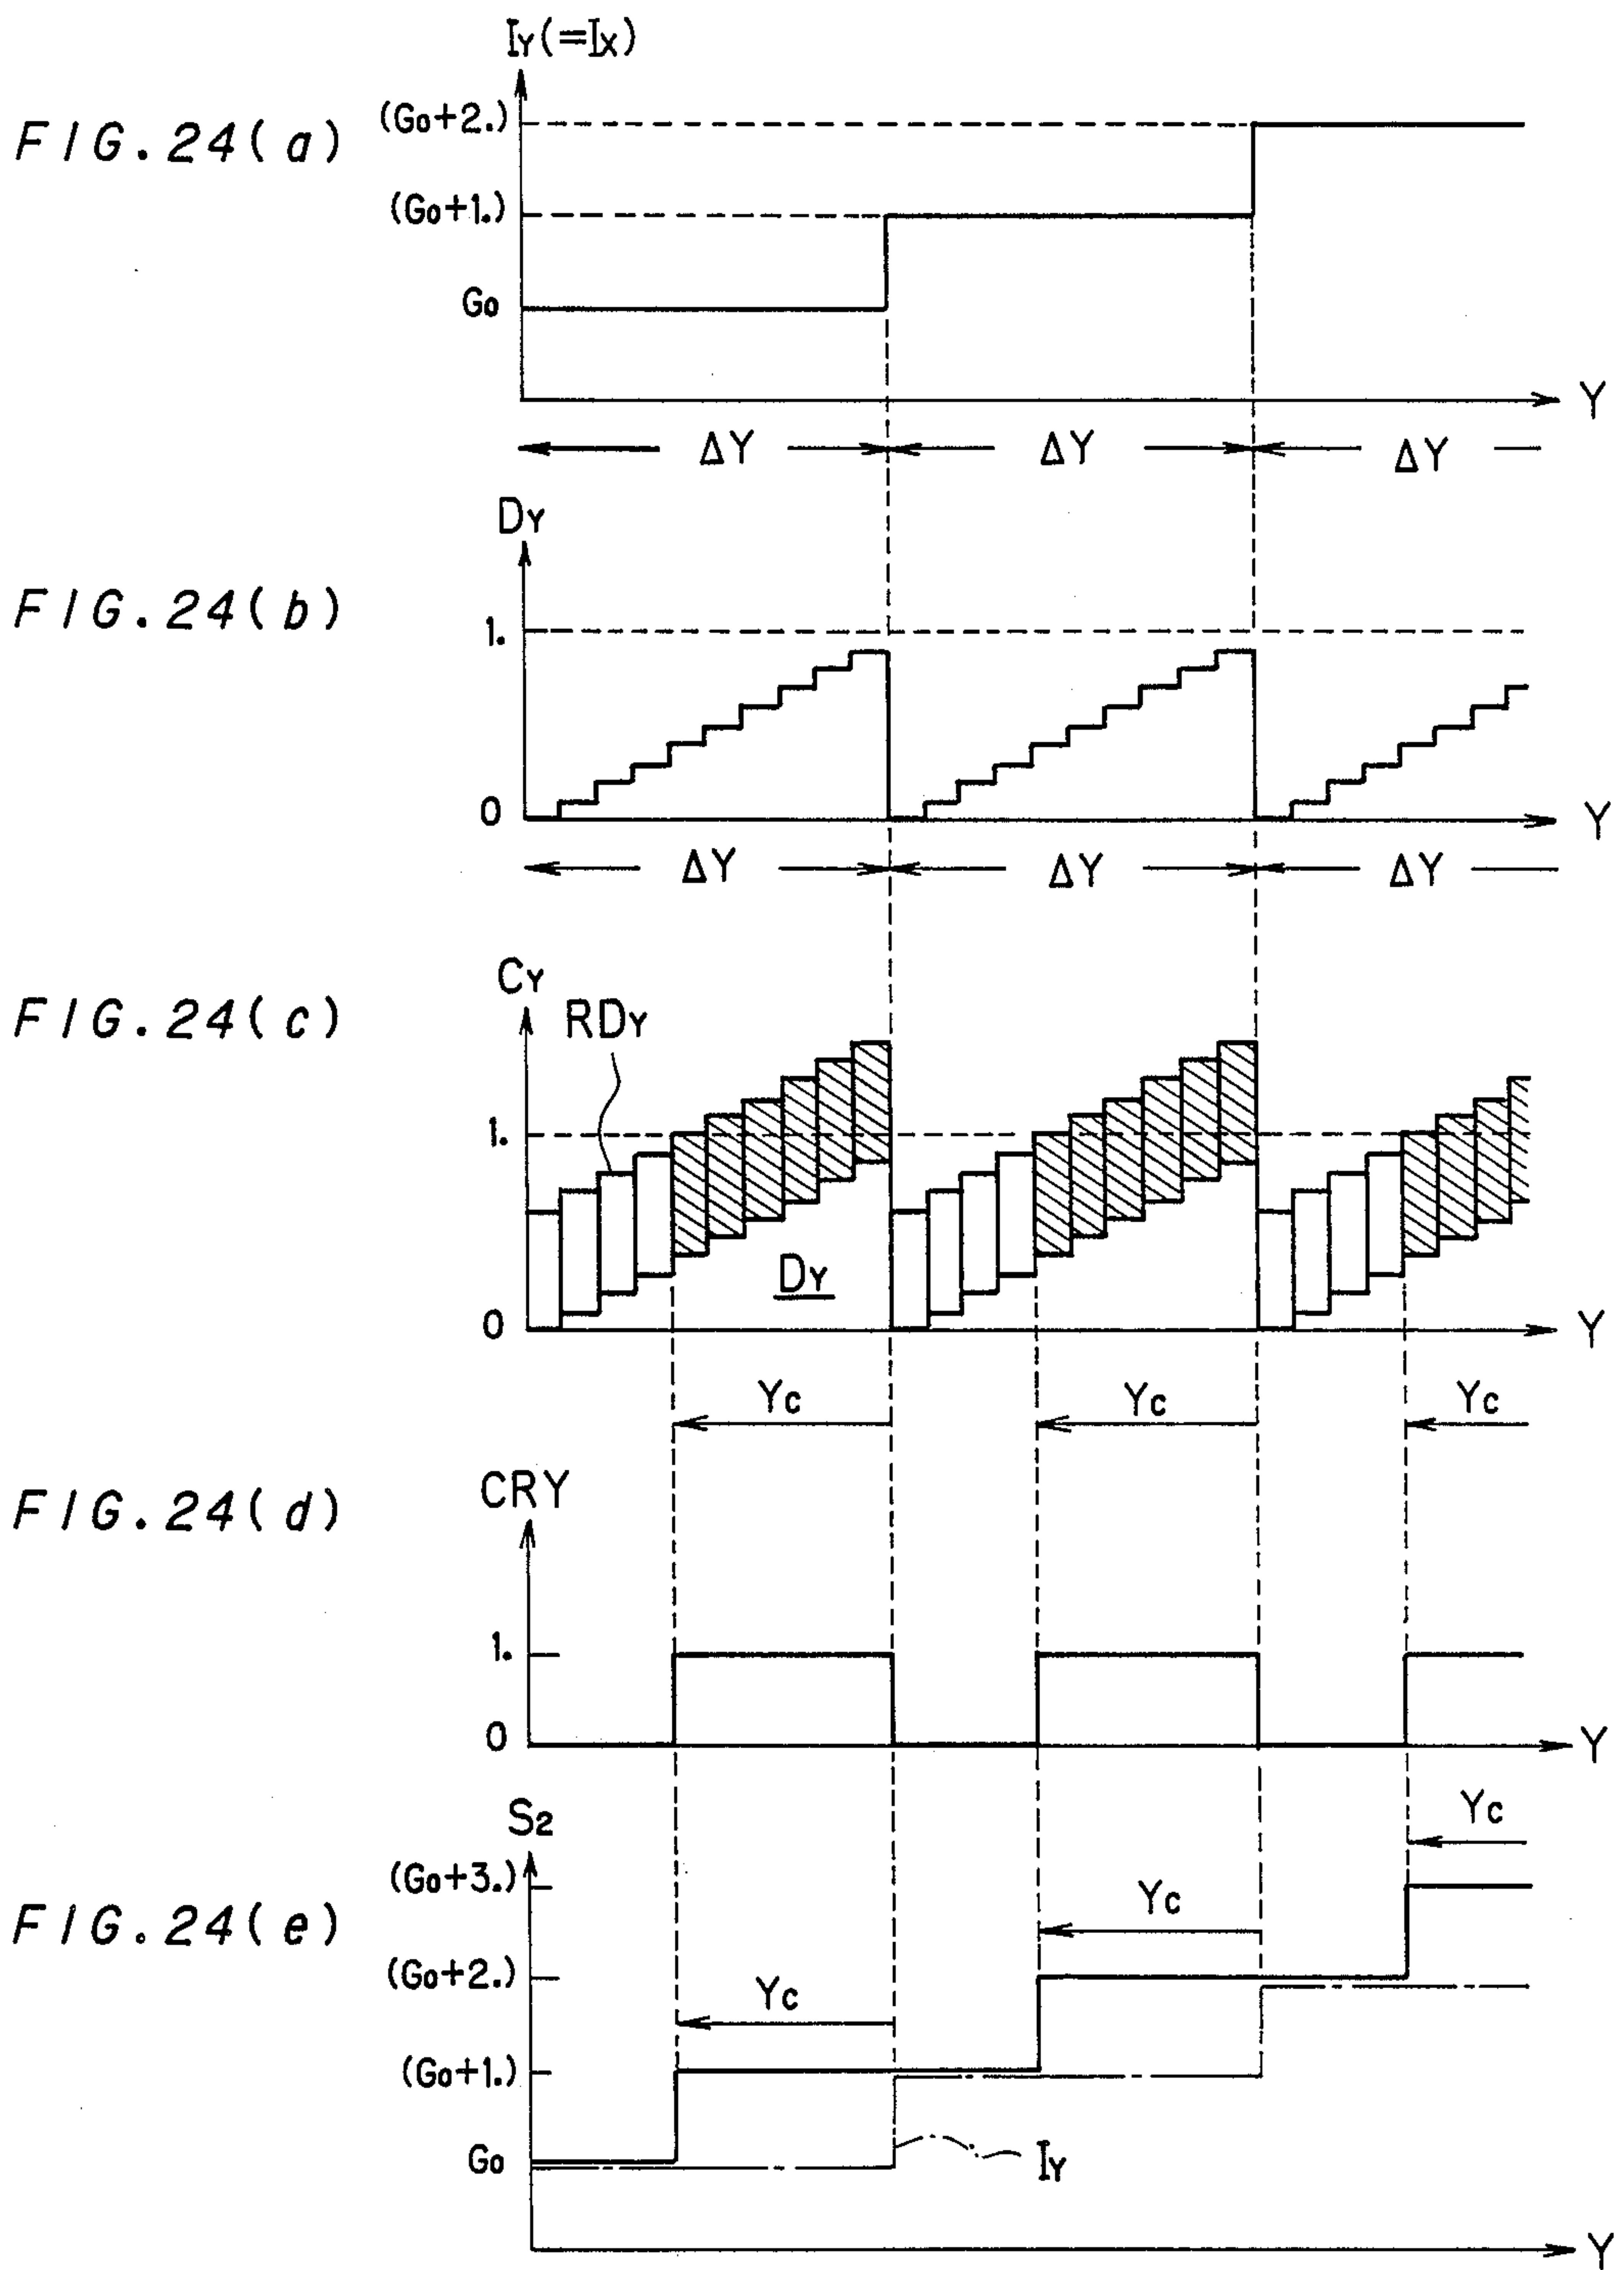 FIG.24(a)
IY(=IX)
(G0+2.)
(G0+1.)
G0
Y
ΔY ΔY ΔY
FIG.24(b)
DY
1.
0
Y
ΔY ΔY ΔY
FIG.24(c)
CY
RDY
1.
DY
0
Y
YC YC YC
FIG.24(d)
CRY
1.
0
Y
FIG.24(e)
S2
YC
(G0+3.)
YC
(G0+2.)
YC
(G0+1.)
G0
IY
Y